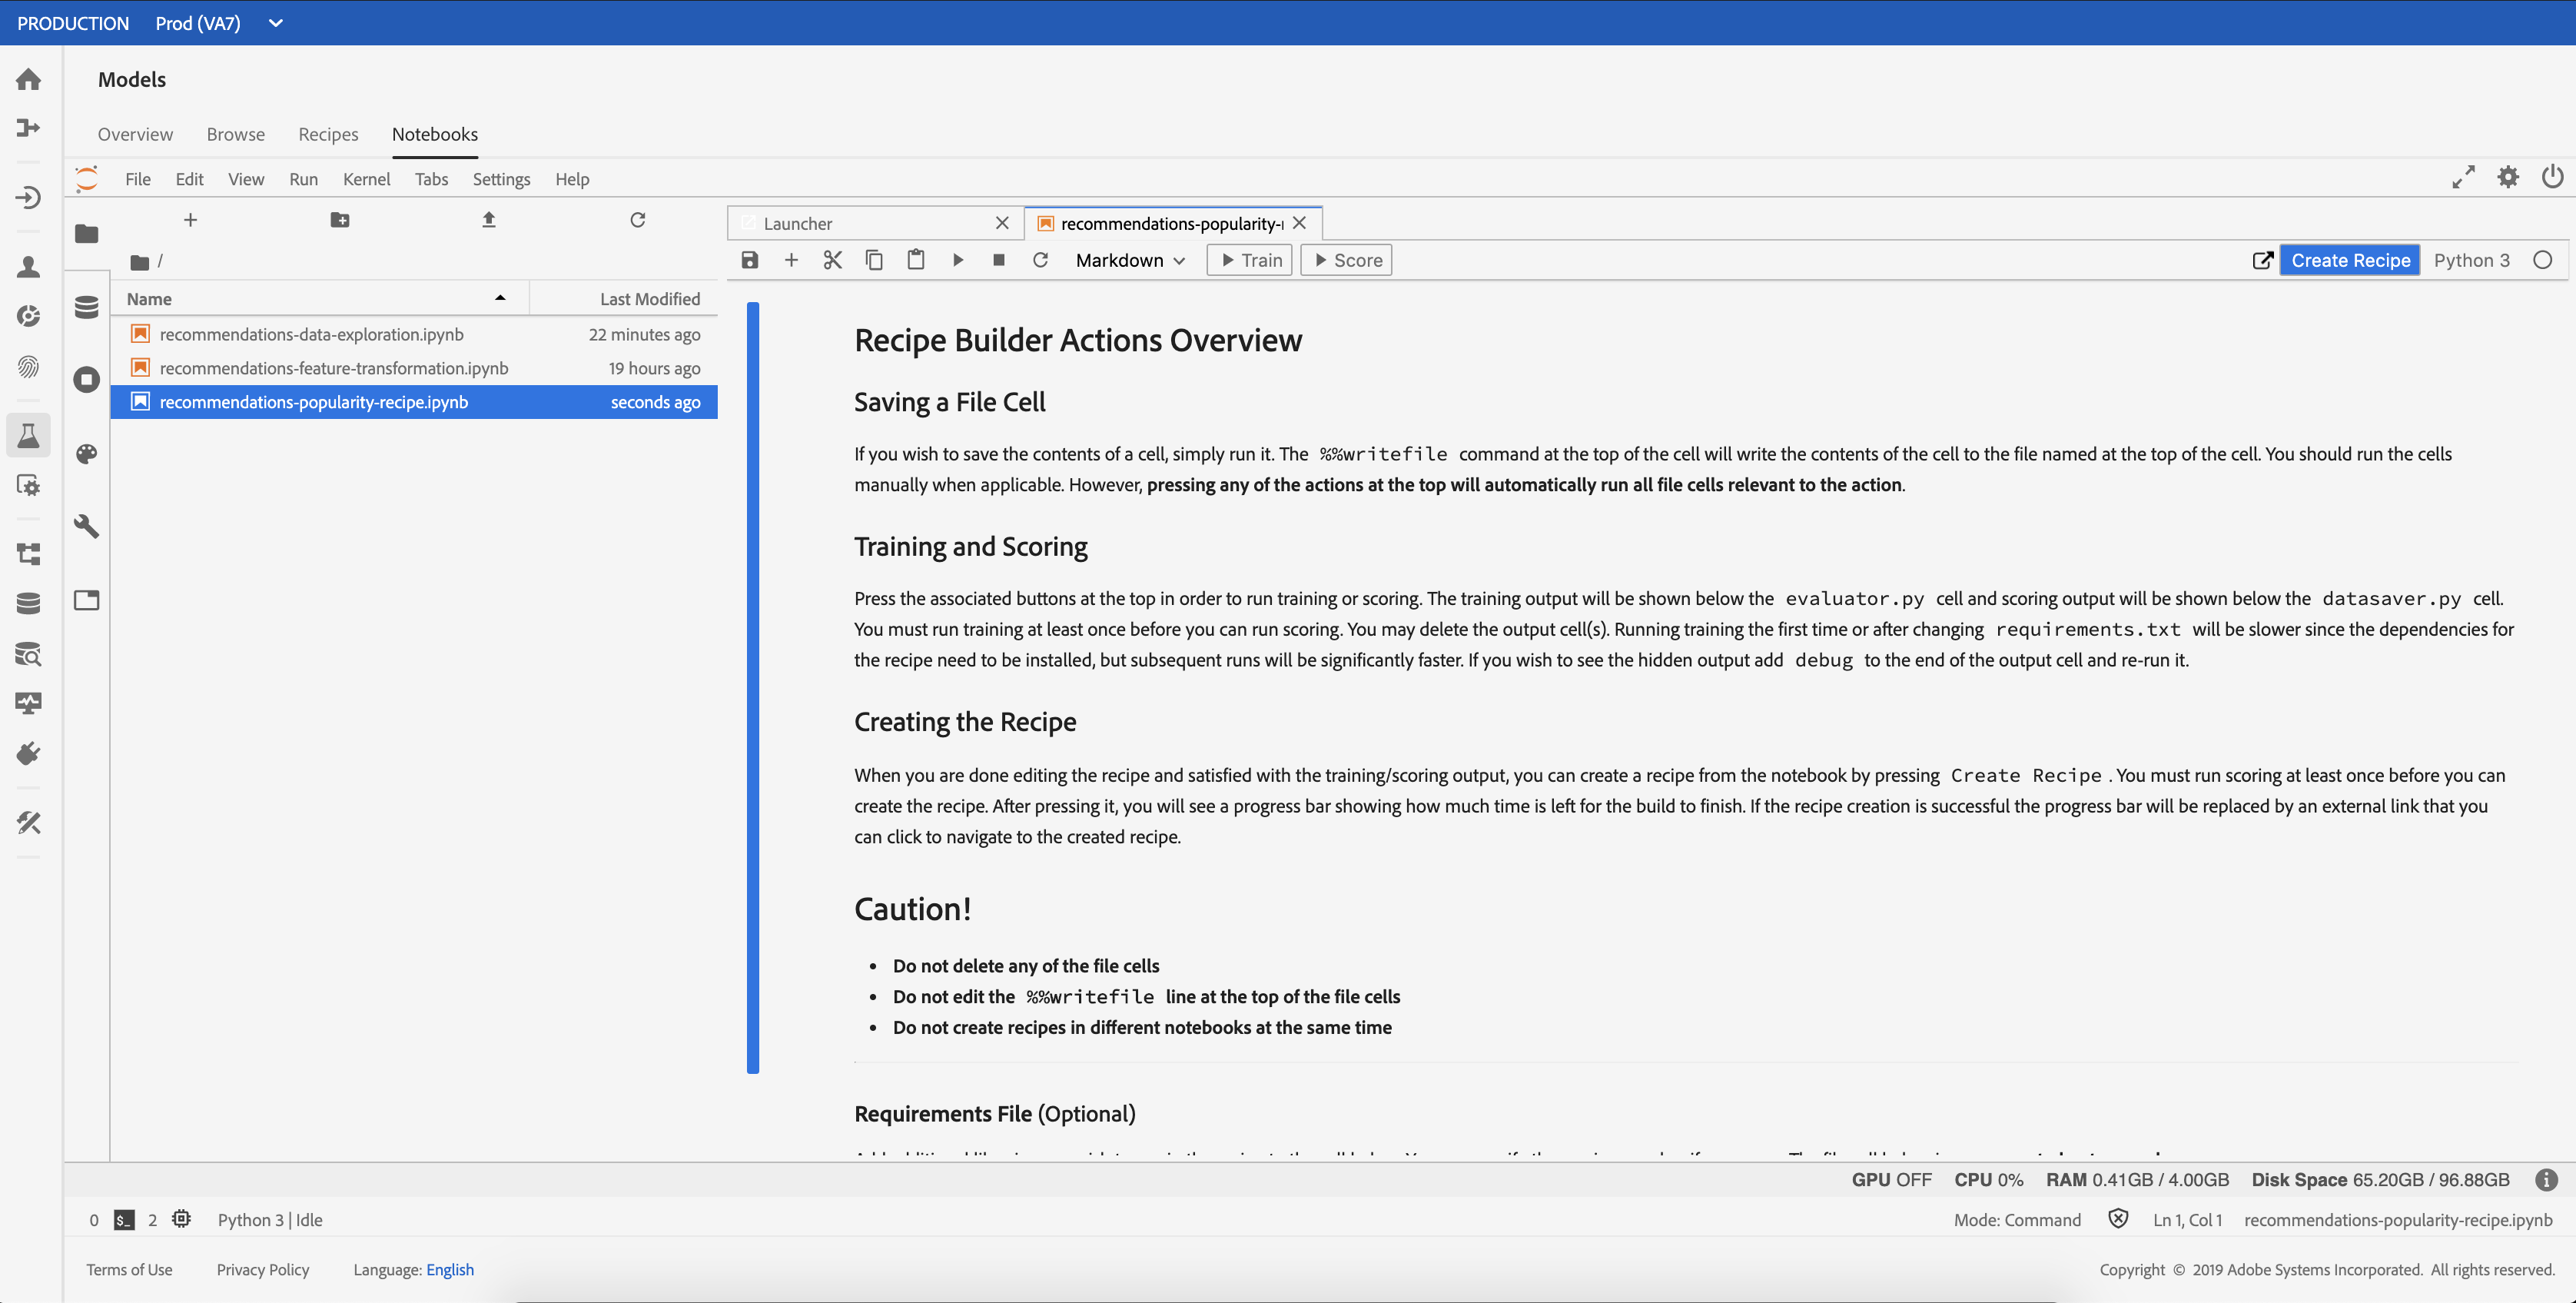 PRODUCTION Prod (VA7)
Models
Overview Browse Recipes Notebooks
File Edit View Run Kernel Tabs Settings Help
Launcher recommendations-popularity-
/
Markdown Train Score Create Recipe Python 3
Name Last Modified
recommendations-data-exploration.ipynb 22 minutes ago
recommendations-feature-transformation.ipynb 19 hours ago
recommendations-popularity-recipe.ipynb seconds ago
Recipe Builder Actions Overview
Saving a File Cell
If you wish to save the contents of a cell, simply run it. The %%writefile command at the top of the cell will write the contents of the cell to the file named at the top of the cell. You should run the cells
manually when applicable. However, pressing any of the actions at the top will automatically run all file cells relevant to the action.
Training and Scoring
Press the associated buttons at the top in order to run training or scoring. The training output will be shown below the evaluator.py cell and scoring output will be shown below the datasaver.py cell.
You must run training at least once before you can run scoring. You may delete the output cell(s). Running training the first time or after changing requirements.txt will be slower since the dependencies for
the recipe need to be installed, but subsequent runs will be significantly faster. If you wish to see the hidden output add debug to the end of the output cell and re-run it.
Creating the Recipe
When you are done editing the recipe and satisfied with the training/scoring output, you can create a recipe from the notebook by pressing Create Recipe . You must run scoring at least once before you can
create the recipe. After pressing it, you will see a progress bar showing how much time is left for the build to finish. If the recipe creation is successful the progress bar will be replaced by an external link that you
can click to navigate to the created recipe.
Caution!
• Do not delete any of the file cells
• Do not edit the %%writefile line at the top of the file cells
• Do not create recipes in different notebooks at the same time
Requirements File (Optional)
GPU OFF CPU 0% RAM 0.41GB / 4.00GB Disk Space 65.20GB / 96.88GB
0 $_ 2 Python 3 | Idle Mode: Command Ln 1, Col 1 recommendations-popularity-recipe.ipynb
Terms of Use Privacy Policy Language: English Copyright © 2019 Adobe Systems Incorporated. All rights reserved.